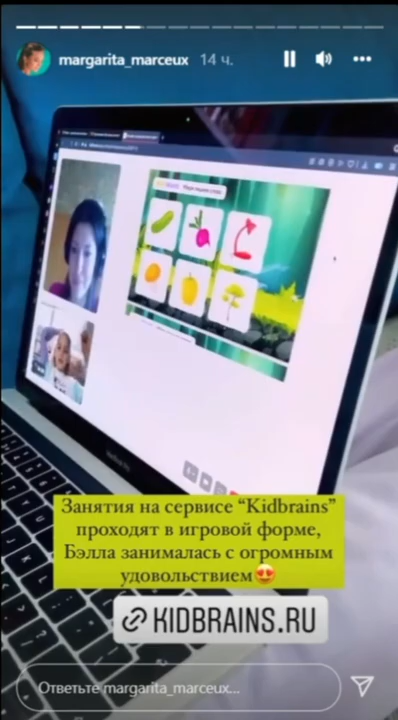 margarita_marceux 14 ч.
Занятия на сервисе “Kidbrains”
проходят в игровой форме,
Бэлла занималась с огромным
удовольствием😍
KIDBRAINS.RU
Ответьте margarita_marceux...